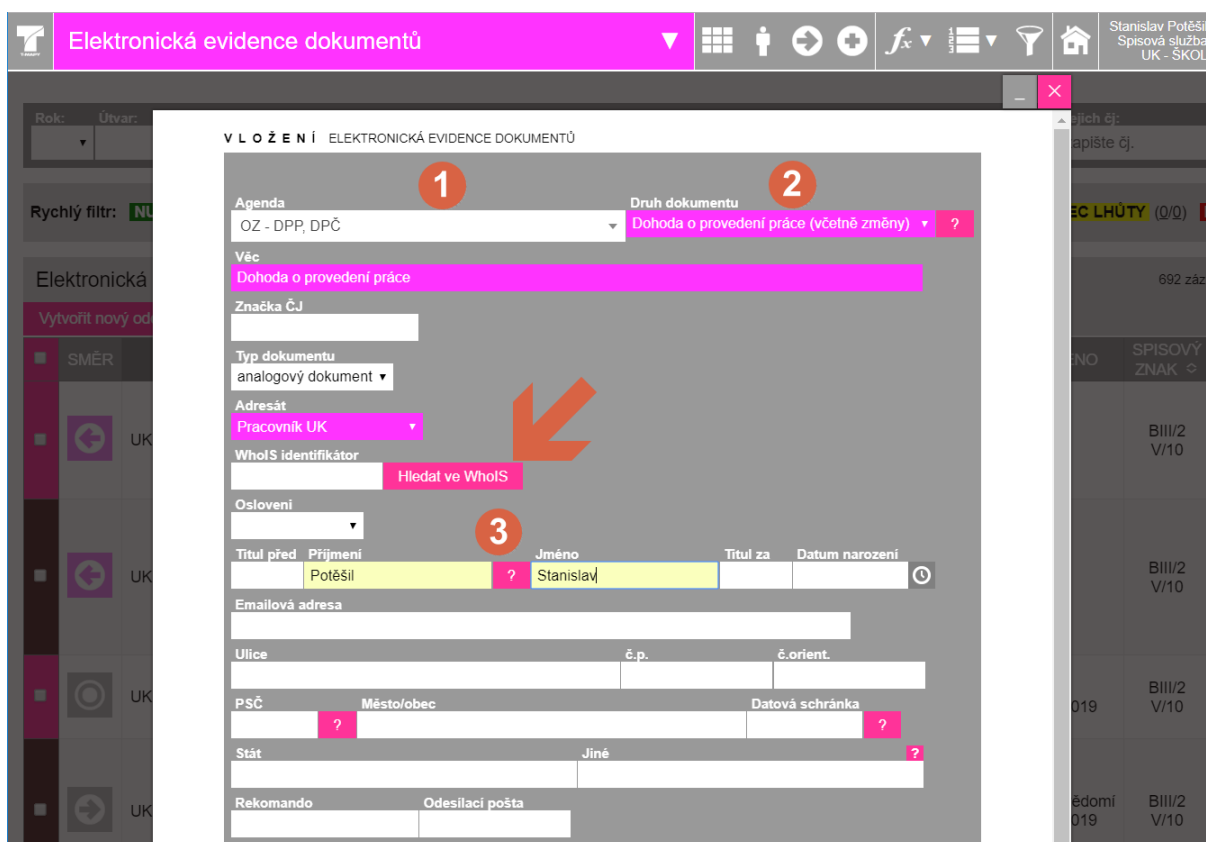 Elektronická evidence dokumentů
Stanislav Potěšil
Spisová služba
UK - ŠKOL
Rok: Útvar:
ejich čj:
apište čj.
VLOŽENÍ ELEKTRONICKÁ EVIDENCE DOKUMENTŮ
1
2
Agenda Druh dokumentu
OZ - DPP, DPČ Dohoda o provedení práce (včetně změny) ?
Rychlý filtr: NU
EC LHŮTY (0/0)
Věc
Dohoda o provedení práce
Elektronická
692 záz
Značka ČJ
Vytvořit nový ode
Typ dokumentu
analogový dokument
SMĚR
ENO SPISOVÝ
ZNAK
Adresát
Pracovník UK
UK
BIII/2
V/10
WhoIS identifikátor
Hledat ve WhoIS
Oslovení
3
Titul před Příjmení Jméno Titul za Datum narození
Potěšil ? Stanislav
UK
BIII/2
V/10
Emailová adresa
Ulice č.p. č.orient.
UK
BIII/2
019 V/10
PSČ Město/obec Datová schránka
? ?
Stát Jiné ?
Rekomando Odesílací pošta
UK
ědomí BIII/2
019 V/10